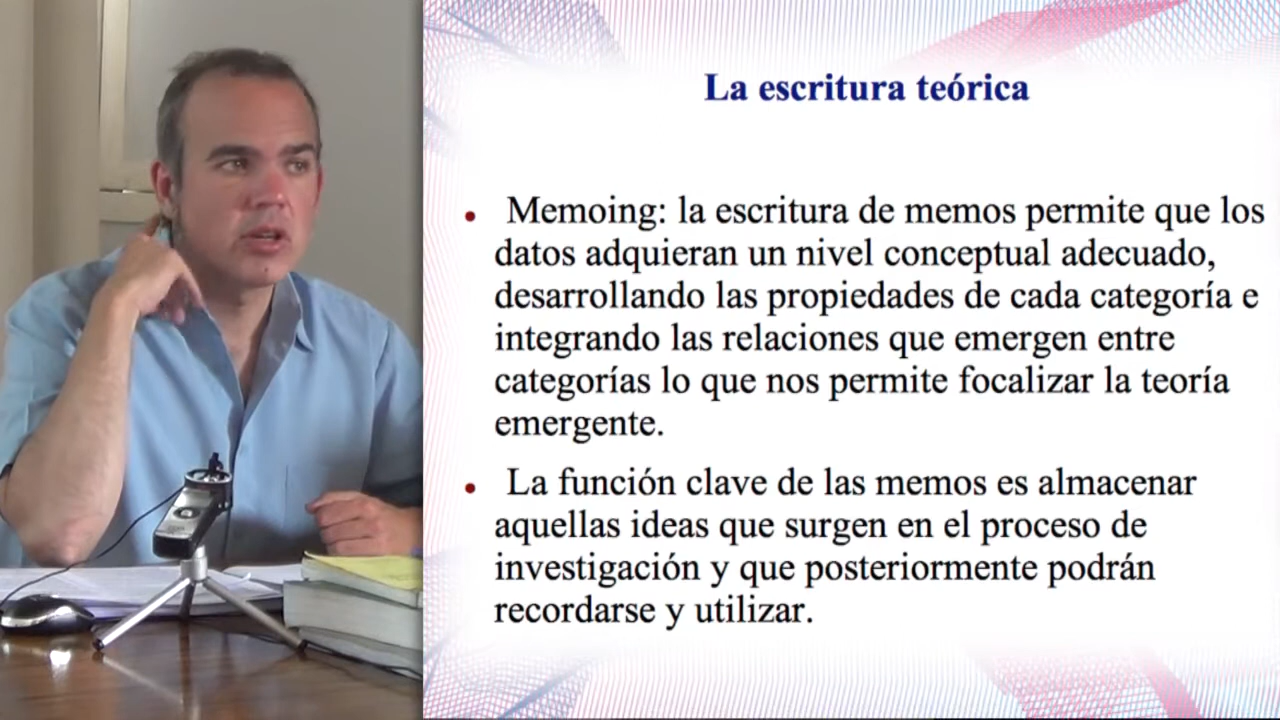 La escritura teórica
• Memoing: la escritura de memos permite que los
datos adquieran un nivel conceptual adecuado,
desarrollando las propiedades de cada categoría e
integrando las relaciones que emergen entre
categorías lo que nos permite focalizar la teoría
emergente.
• La función clave de las memos es almacenar
aquellas ideas que surgen en el proceso de
investigación y que posteriormente podrán
recordarse y utilizar.